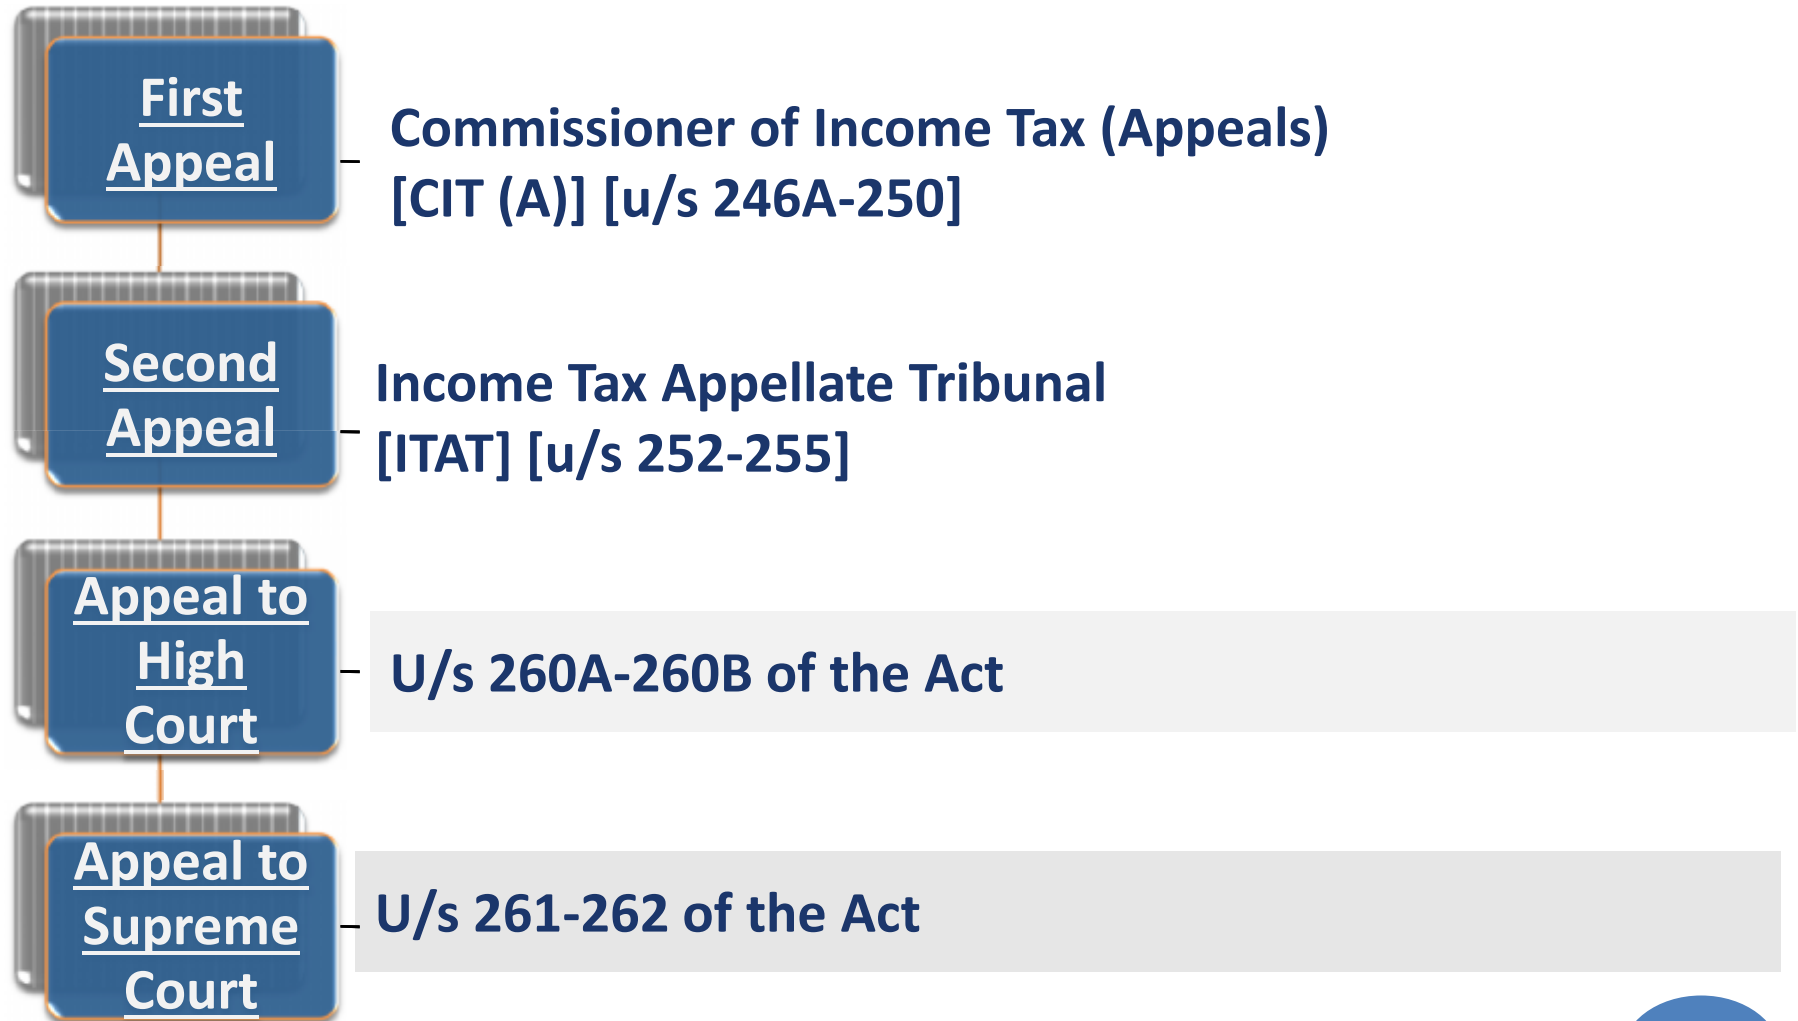 First
Appeal
Commissioner of Income Tax (Appeals)
[CIT (A)] [u/s 246A-250]
Second
Appeal
Income Tax Appellate Tribunal
[ITAT] [u/s 252-255]
Appeal to
High
Court
U/s 260A-260B of the Act
Appeal to
Supreme
Court
U/s 261-262 of the Act